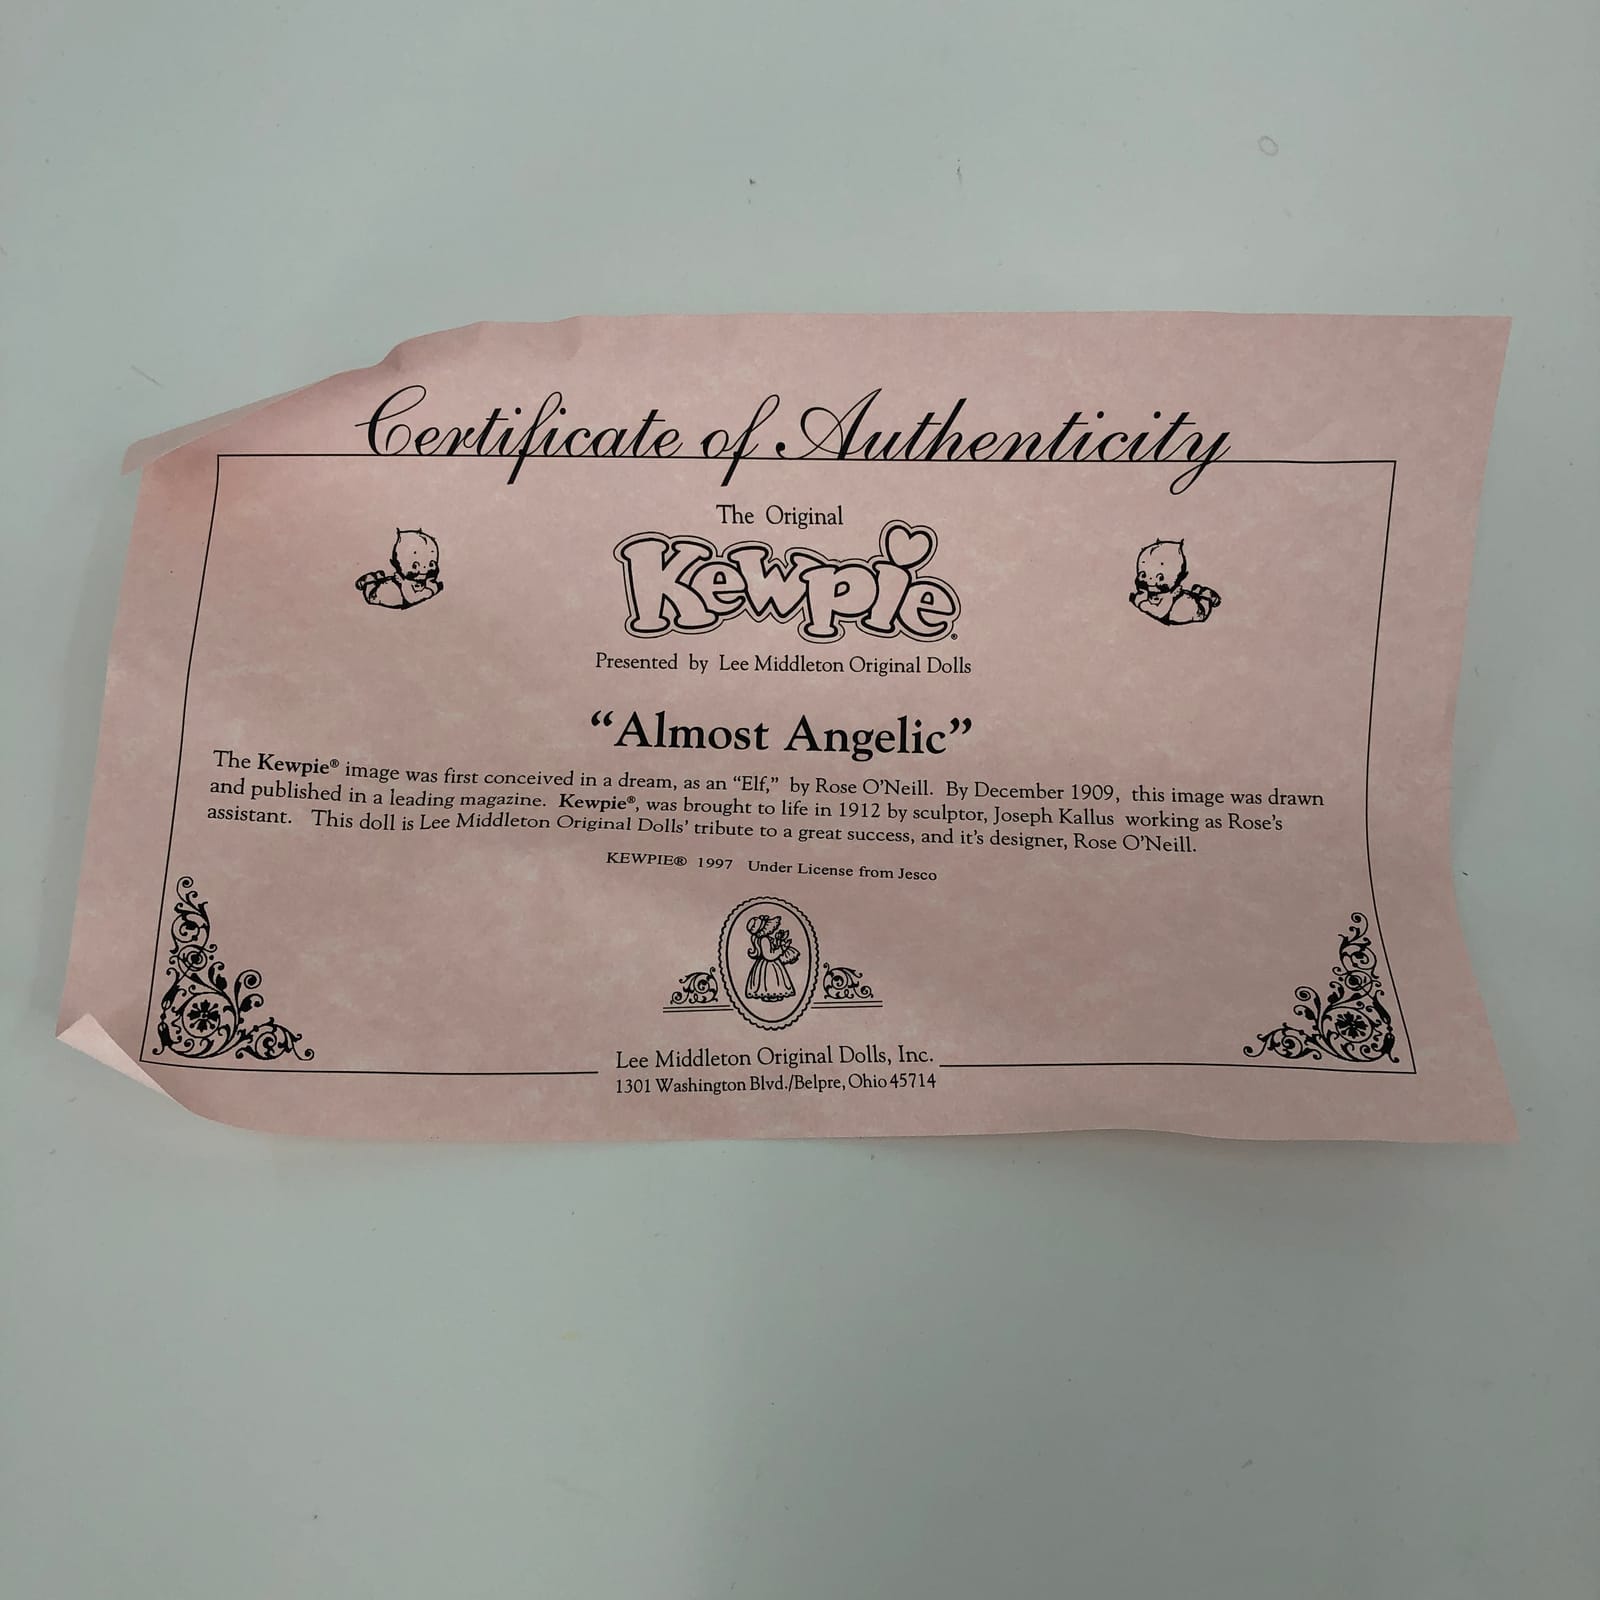 Certificate of Authenticity
The Original
Kewpie®
Presented by Lee Middleton Original Dolls
“Almost Angelic”
The Kewpie® image was first conceived in a dream, as an “Elf,” by Rose O’Neill. By December 1909, this image was drawn
and published in a leading magazine. Kewpie®, was brought to life in 1912 by sculptor, Joseph Kallus working as Rose’s
assistant. This doll is Lee Middleton Original Dolls’ tribute to a great success, and it’s designer, Rose O’Neill.
KEWPIE® 1997 Under License from Jesco
Lee Middleton Original Dolls, Inc.
1301 Washington Blvd./Belpre, Ohio 45714